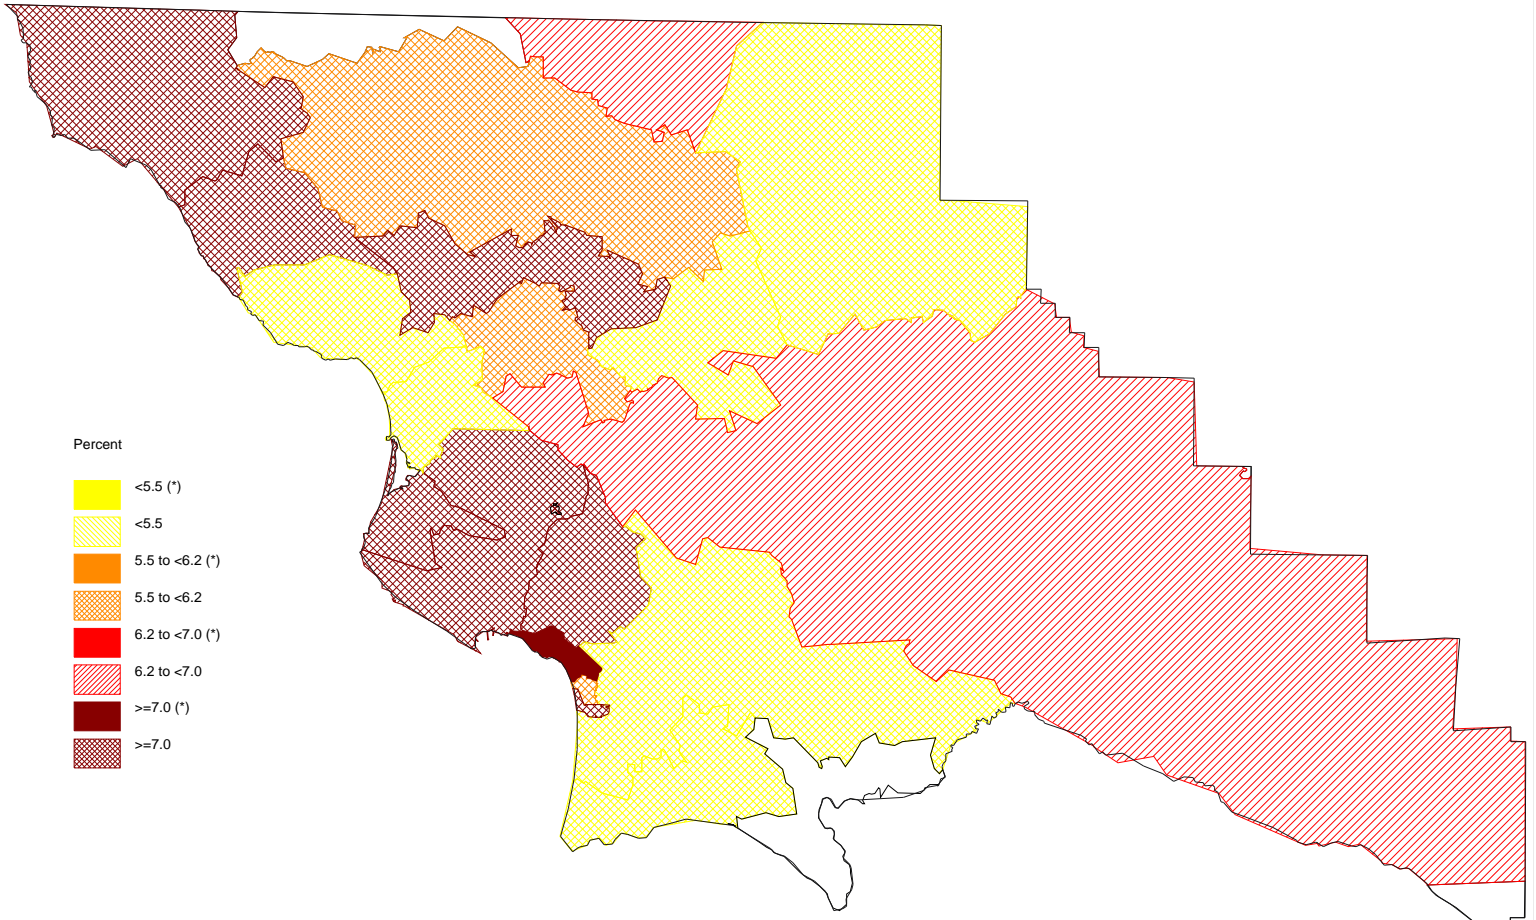 Percent
<5.5 (*)
<5.5
5.5 to <6.2 (*)
5.5 to <6.2
6.2 to <7.0 (*)
6.2 to <7.0
>=7.0 (*)
>=7.0